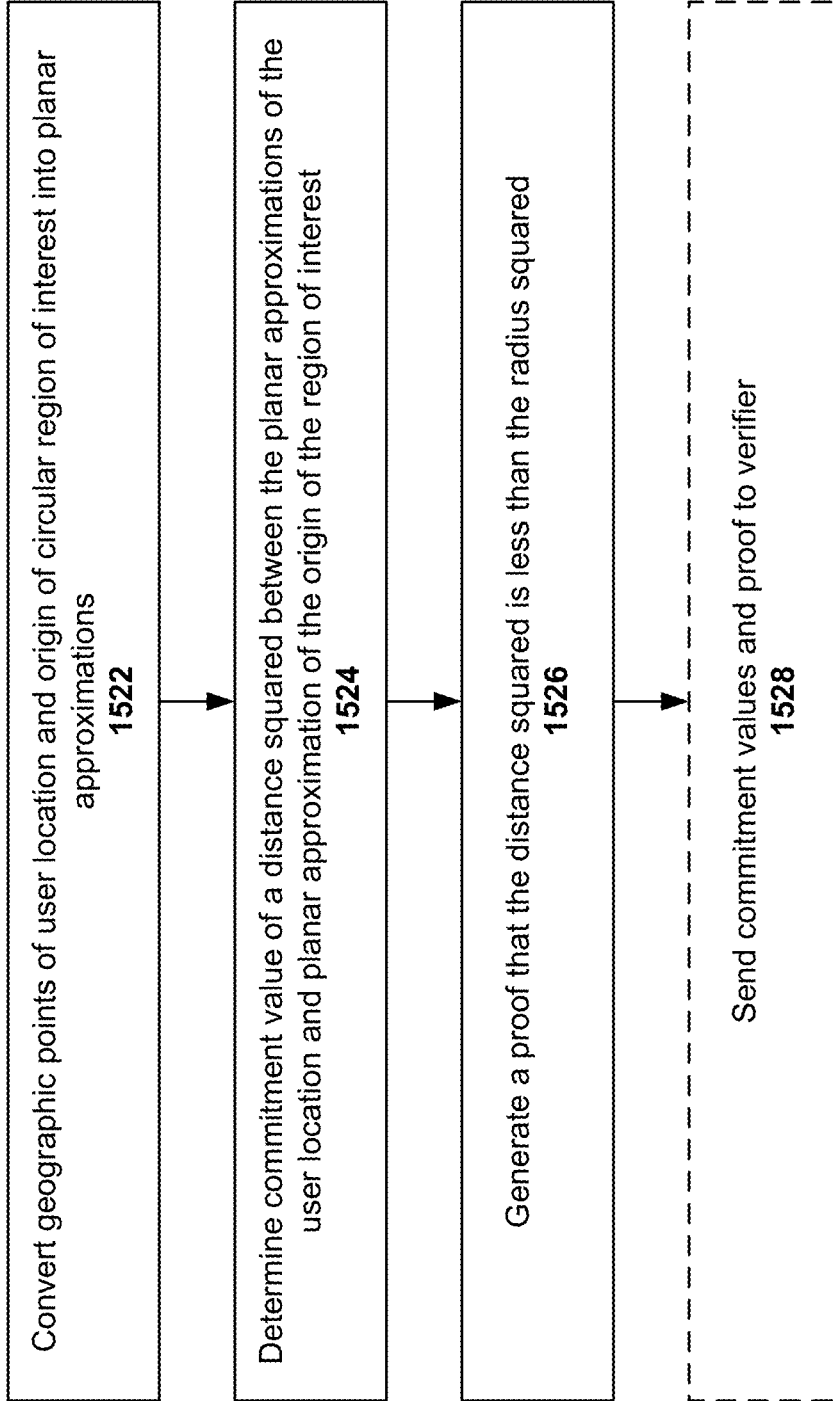 Convert geographic points of user location and origin of circular region of interest into planar
approximations
1522
Determine commitment value of a distance squared between the planar approximations of the
user location and planar approximation of the origin of the region of interest
1524
Generate a proof that the distance squared is less than the radius squared
1526
Send commitment values and proof to verifier
1528